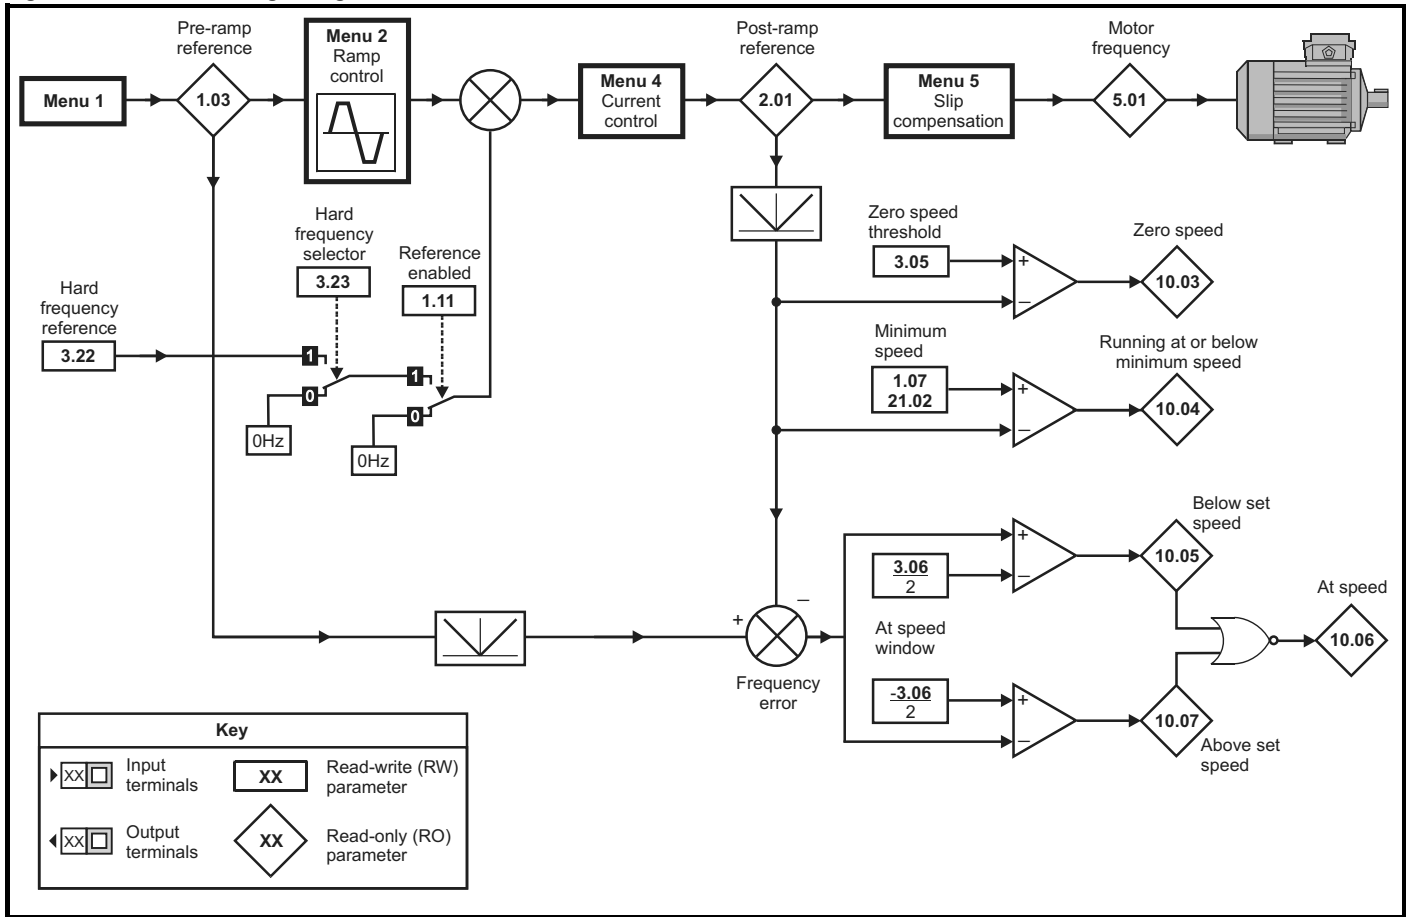 Pre-ramp
reference
Menu 1
1.03
Menu 2
Ramp
control
Menu 4
Current
control
Post-ramp
reference
2.01
Menu 5
Slip
compensation
Motor
frequency
5.01
Hard
frequency
selector
3.23
Reference
enabled
1.11
Hard
frequency
reference
3.22
1
0
0Hz
1
0
0Hz
Zero speed
threshold
3.05
+
–
Zero speed
10.03
Minimum
speed
1.07
21.02
+
–
Running at or below
minimum speed
10.04
+
–
Frequency
error
3.06
2
At speed
window
-3.06
2
+
–
Below set
speed
10.05
+
–
10.07
Above set
speed
At speed
10.06
Key
XX
Input
terminals
XX
Read-write (RW)
parameter
XX
Output
terminals
XX
Read-only (RO)
parameter